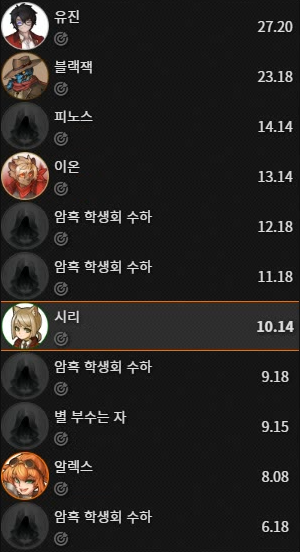 유진
27.20
블랙잭
23.18
피노스
14.14
이온
13.14
암흑 학생회 수하
12.18
암흑 학생회 수하
11.18
시리
10.14
암흑 학생회 수하
9.18
별 부수는 자
9.15
알렉스
8.08
암흑 학생회 수하
6.18